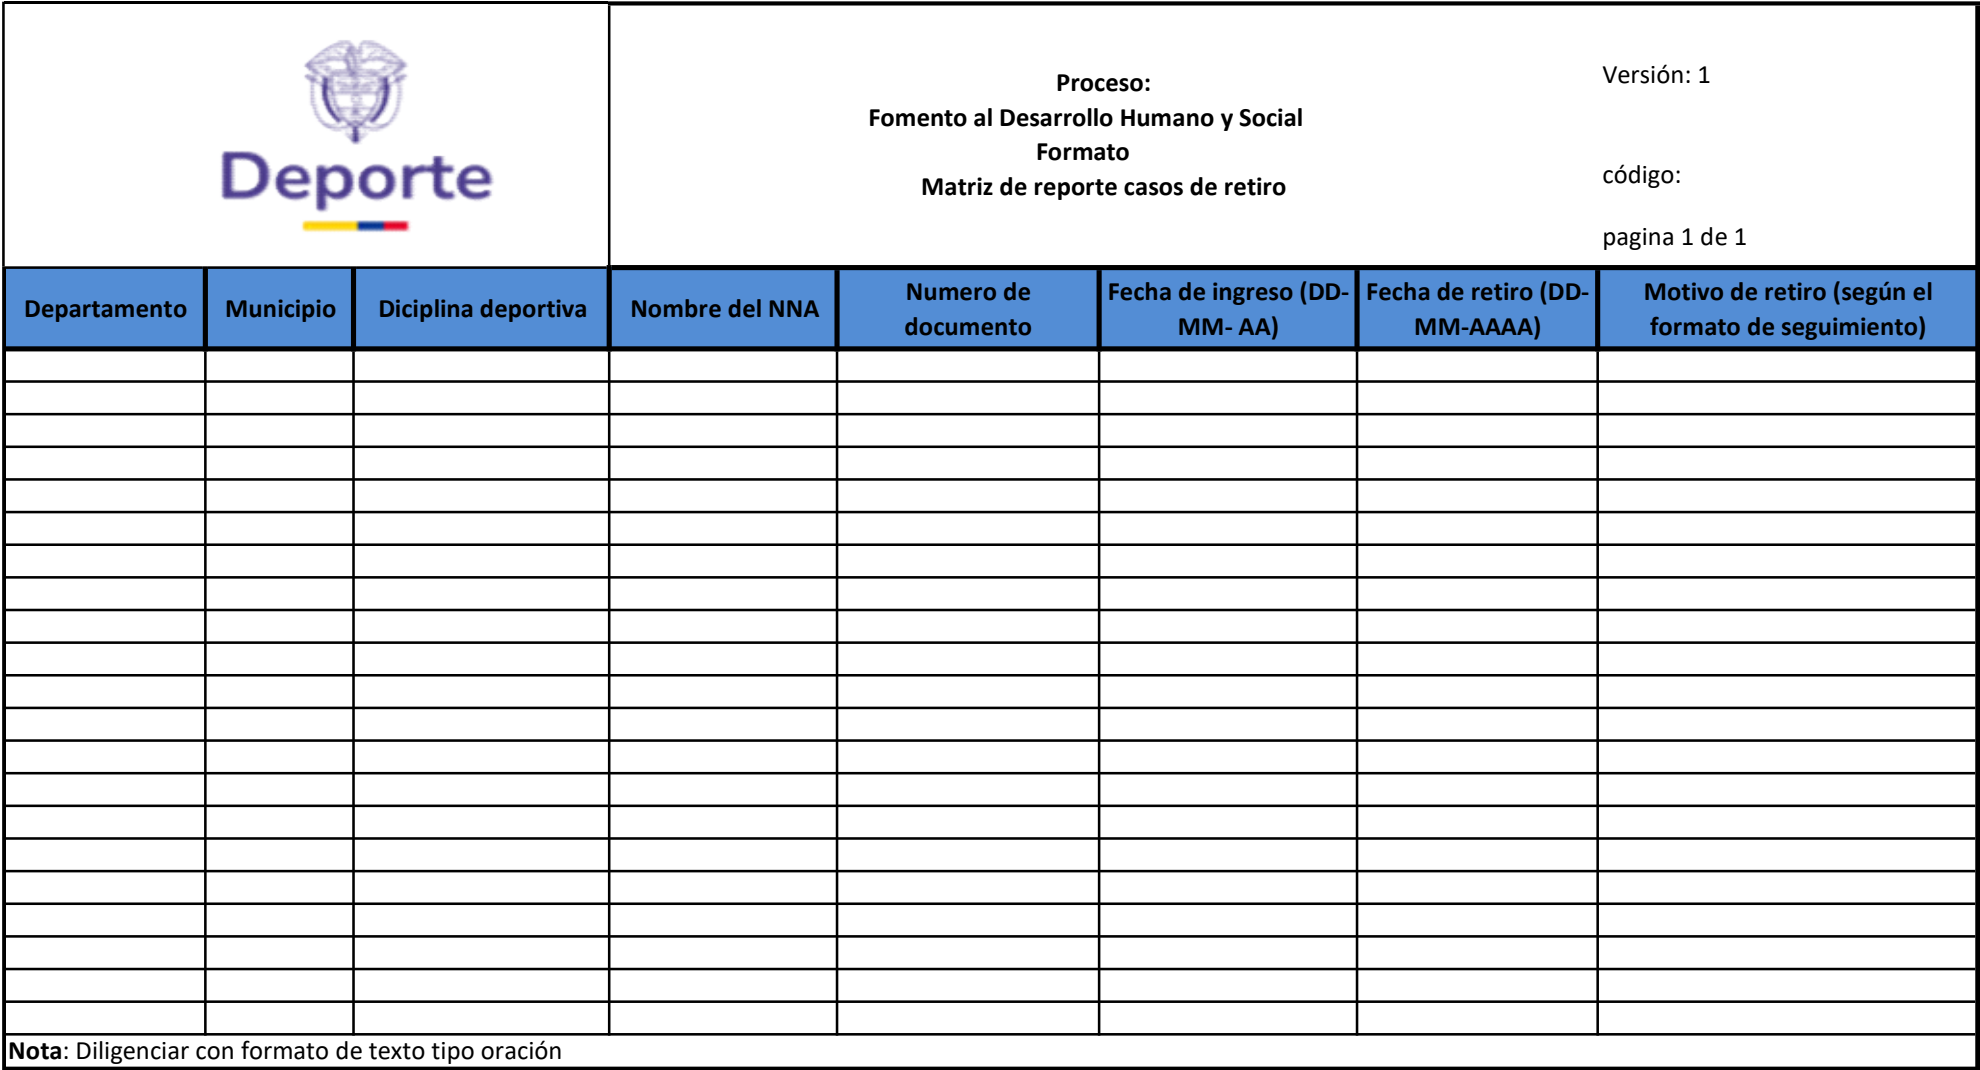 Deporte
Proceso:
Fomento al Desarrollo Humano y Social
Formato
Matriz de reporte casos de retiro
Versión: 1
código:
pagina 1 de 1
Departamento
Municipio
Diciplina deportiva
Nombre del NNA
Numero de
documento
Fecha de ingreso (DD-
MM- AA)
Fecha de retiro (DD-
MM-AAAA)
Motivo de retiro (según el
formato de seguimiento)
Nota: Diligenciar con formato de texto tipo oración